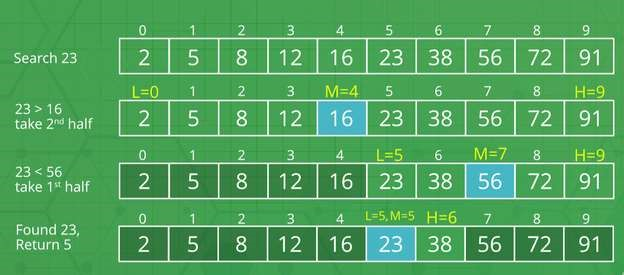 0 1 2 3 4 5 6 7 8 9
Search 23
2 5 8 12 16 23 38 56 72 91
L=0 1 2 3 M=4 5 6 7 8 H=9
23 > 16
take 2nd half
2 5 8 12 16 23 38 56 72 91
0 1 2 3 4 L=5 6 M=7 8 H=9
23 < 56
take 1st half
2 5 8 12 16 23 38 56 72 91
0 1 2 3 4 L=5, M=5 H=6 7 8 9
Found 23,
Return 5
2 5 8 12 16 23 38 56 72 91